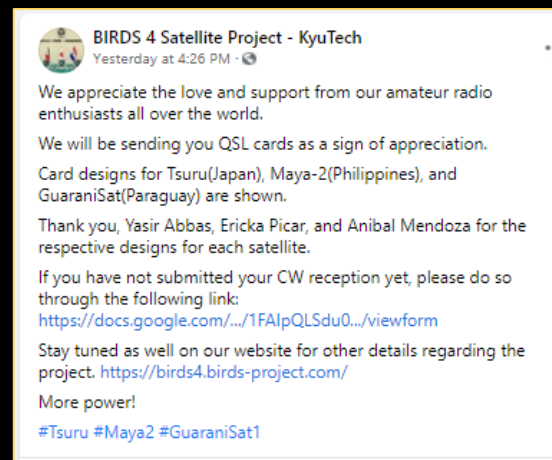 BIRDS 4 Satellite Project - KyuTech
Yesterday at 4:26 PM ·
We appreciate the love and support from our amateur radio
enthusiasts all over the world.
We will be sending you QSL cards as a sign of appreciation.
Card designs for Tsuru(Japan), Maya-2(Philippines), and
GuaraniSat(Paraguay) are shown.
Thank you, Yasir Abbas, Ericka Picar, and Anibal Mendoza for the
respective designs for each satellite.
If you have not submitted your CW reception yet, please do so
through the following link:
https://docs.google.com/.../1FAIpQLSdu0.../viewform
Stay tuned as well on our website for other details regarding the
project. https://birds4.birds-project.com/
More power!
#Tsuru #Maya2 #GuaraniSat1